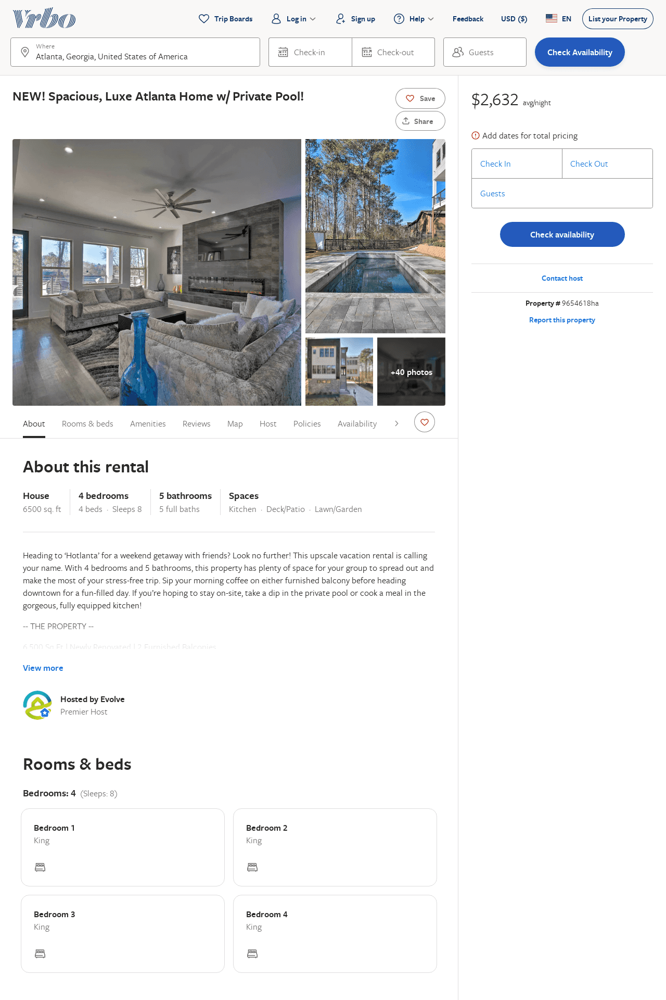 Vrbo
Trip Boards
Log in
Sign up
Help
Feedback
USD ($)
EN
List your Property
Where
Atlanta, Georgia, United States of America
Check-in
Check-out
Guests
Check Availability
NEW! Spacious, Luxe Atlanta Home w/ Private Pool!
Save
Share
+40 photos
$2,632 avg/night
Add dates for total pricing
Check In
Check Out
Guests
Check availability
Contact host
Property # 9654618ha
Report this property
About
Rooms & beds
Amenities
Reviews
Map
Host
Policies
Availability
About this rental
House
6500 sq. ft
4 bedrooms
4 beds · Sleeps 8
5 bathrooms
5 full baths
Spaces
Kitchen · Deck/Patio · Lawn/Garden
Heading to ‘Hotlanta’ for a weekend getaway with friends? Look no further! This upscale vacation rental is calling
your name. With 4 bedrooms and 5 bathrooms, this property has plenty of space for your group to spread out and
make the most of your stress-free trip. Sip your morning coffee on either furnished balcony before heading
downtown for a fun-filled day. If you’re hoping to stay on-site, take a dip in the private pool or cook a meal in the
gorgeous, fully equipped kitchen!
-- THE PROPERTY --
6,500 Sq Ft | Newly Renovated | 2 Furnished Balconies
View more
Hosted by Evolve
Premier Host
Rooms & beds
Bedrooms: 4 (Sleeps: 8)
Bedroom 1
King
Bedroom 2
King
Bedroom 3
King
Bedroom 4
King